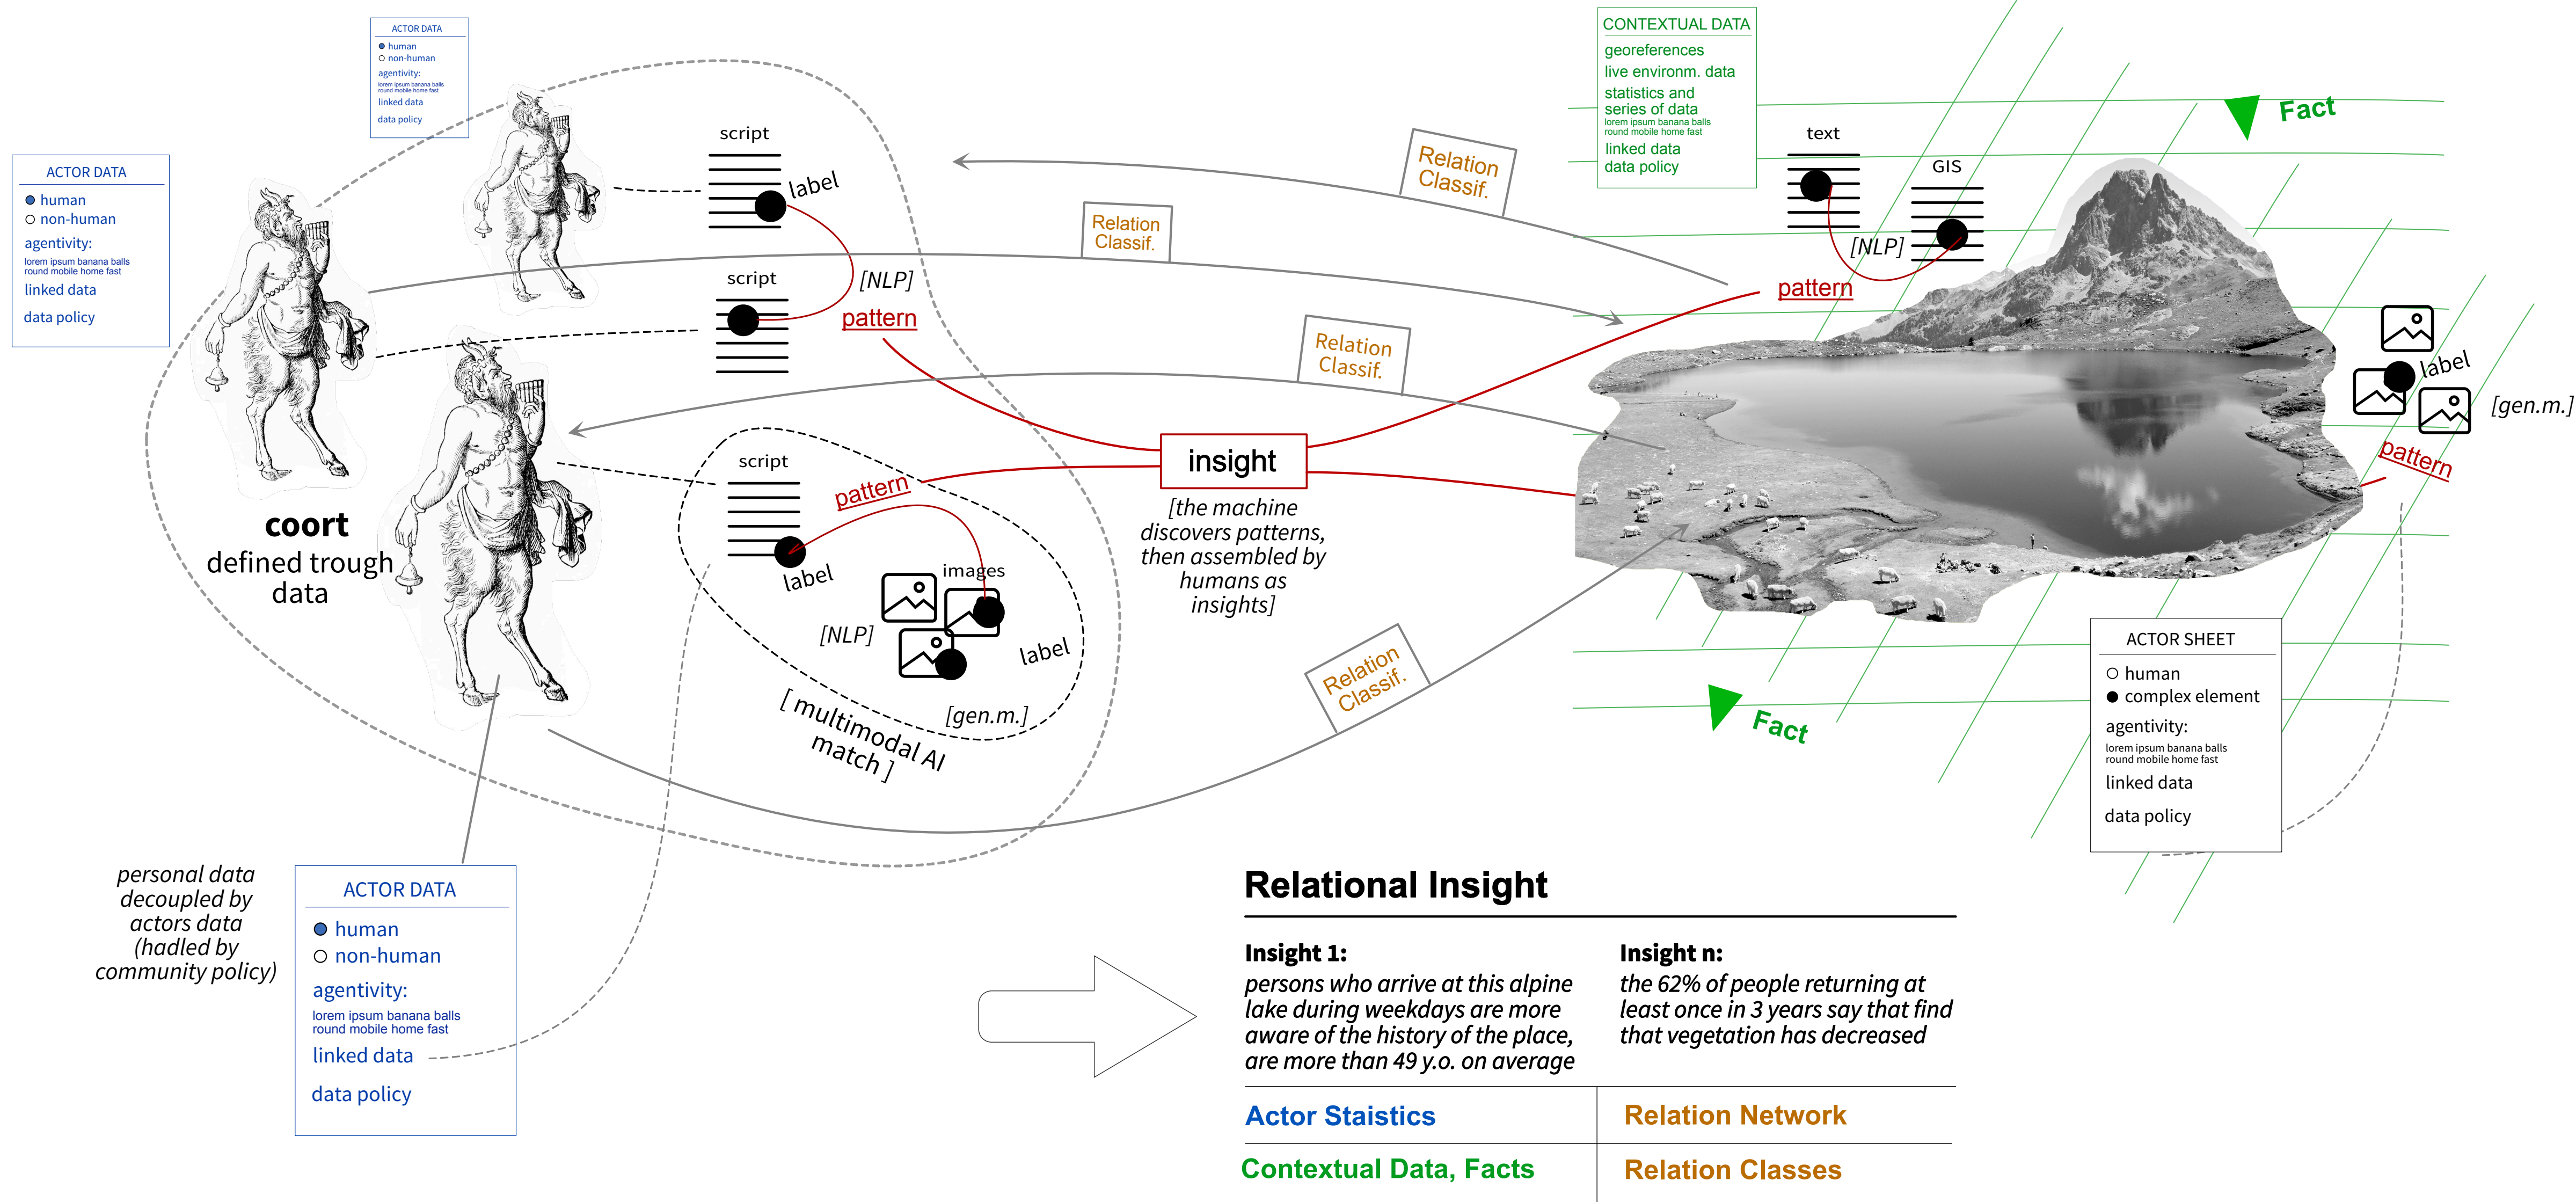 ACTOR DATA
human
non-human
agentivity:
lorem ipsum banana balls
round mobile home fast
linked data
data policy
ACTOR DATA
human
non-human
agentivity:
lorem ipsum banana balls
round mobile home fast
linked data
data policy
script
label
script
[NLP]
pattern
coort
defined trough
data
script
pattern
label
images
[NLP]
label
[gen.m.]
[ multimodal AI
match ]
Relation
Classif.
Relation
Classif.
Relation
Classif.
Relation
Classif.
insight
[the machine
discovers patterns,
then assembled by
humans as
insights]
CONTEXTUAL DATA
georeferences
live environm. data
statistics and
series of data
lorem ipsum banana balls
round mobile home fast
linked data
data policy
Fact
text
GIS
[NLP]
pattern
label
[gen.m.]
pattern
Fact
ACTOR SHEET
human
complex element
agentivity:
lorem ipsum banana balls
round mobile home fast
linked data
data policy
personal data
decoupled by
actors data
(hadled by
community policy)
ACTOR DATA
human
non-human
agentivity:
lorem ipsum banana balls
round mobile home fast
linked data
data policy
Relational Insight
Insight 1:
persons who arrive at this alpine
lake during weekdays are more
aware of the history of the place,
are more than 49 y.o. on average
Insight n:
the 62% of people returning at
least once in 3 years say that find
that vegetation has decreased
Actor Staistics
Relation Network
Contextual Data, Facts
Relation Classes